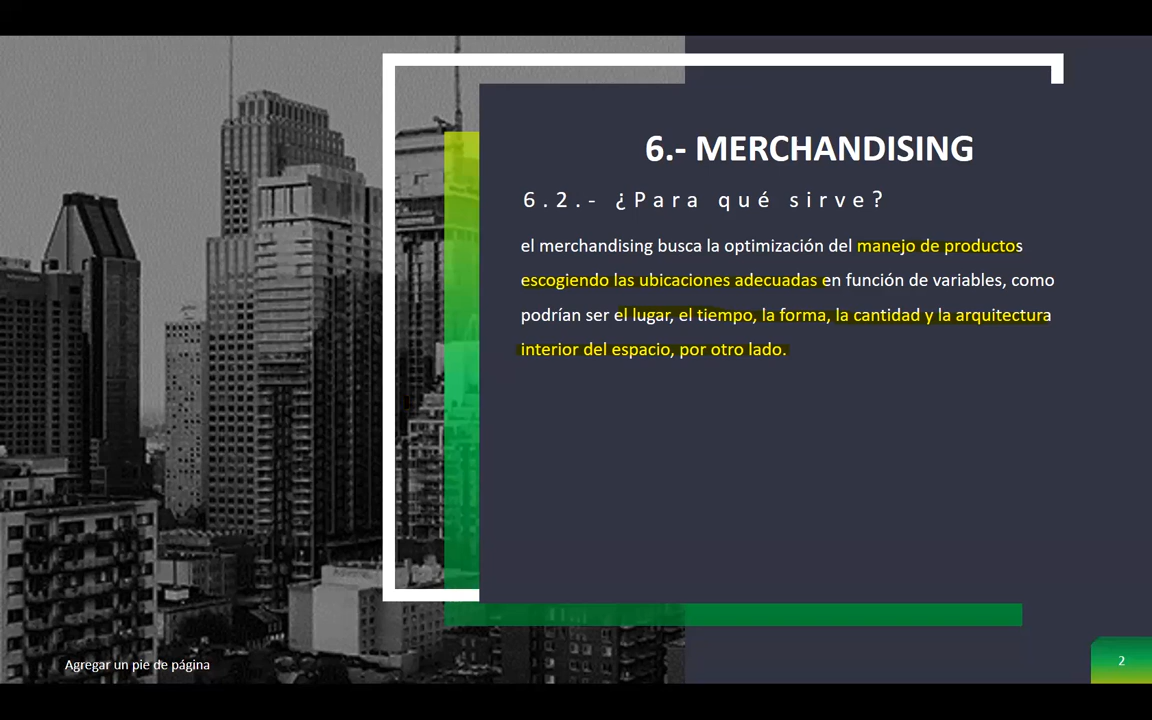 6.- MERCHANDISING
6.2.- ¿Para qué sirve?
el merchandising busca la optimización del manejo de productos
escogiendo las ubicaciones adecuadas en función de variables, como
podrían ser el lugar, el tiempo, la forma, la cantidad y la arquitectura
interior del espacio, por otro lado.
Agregar un pie de página
2